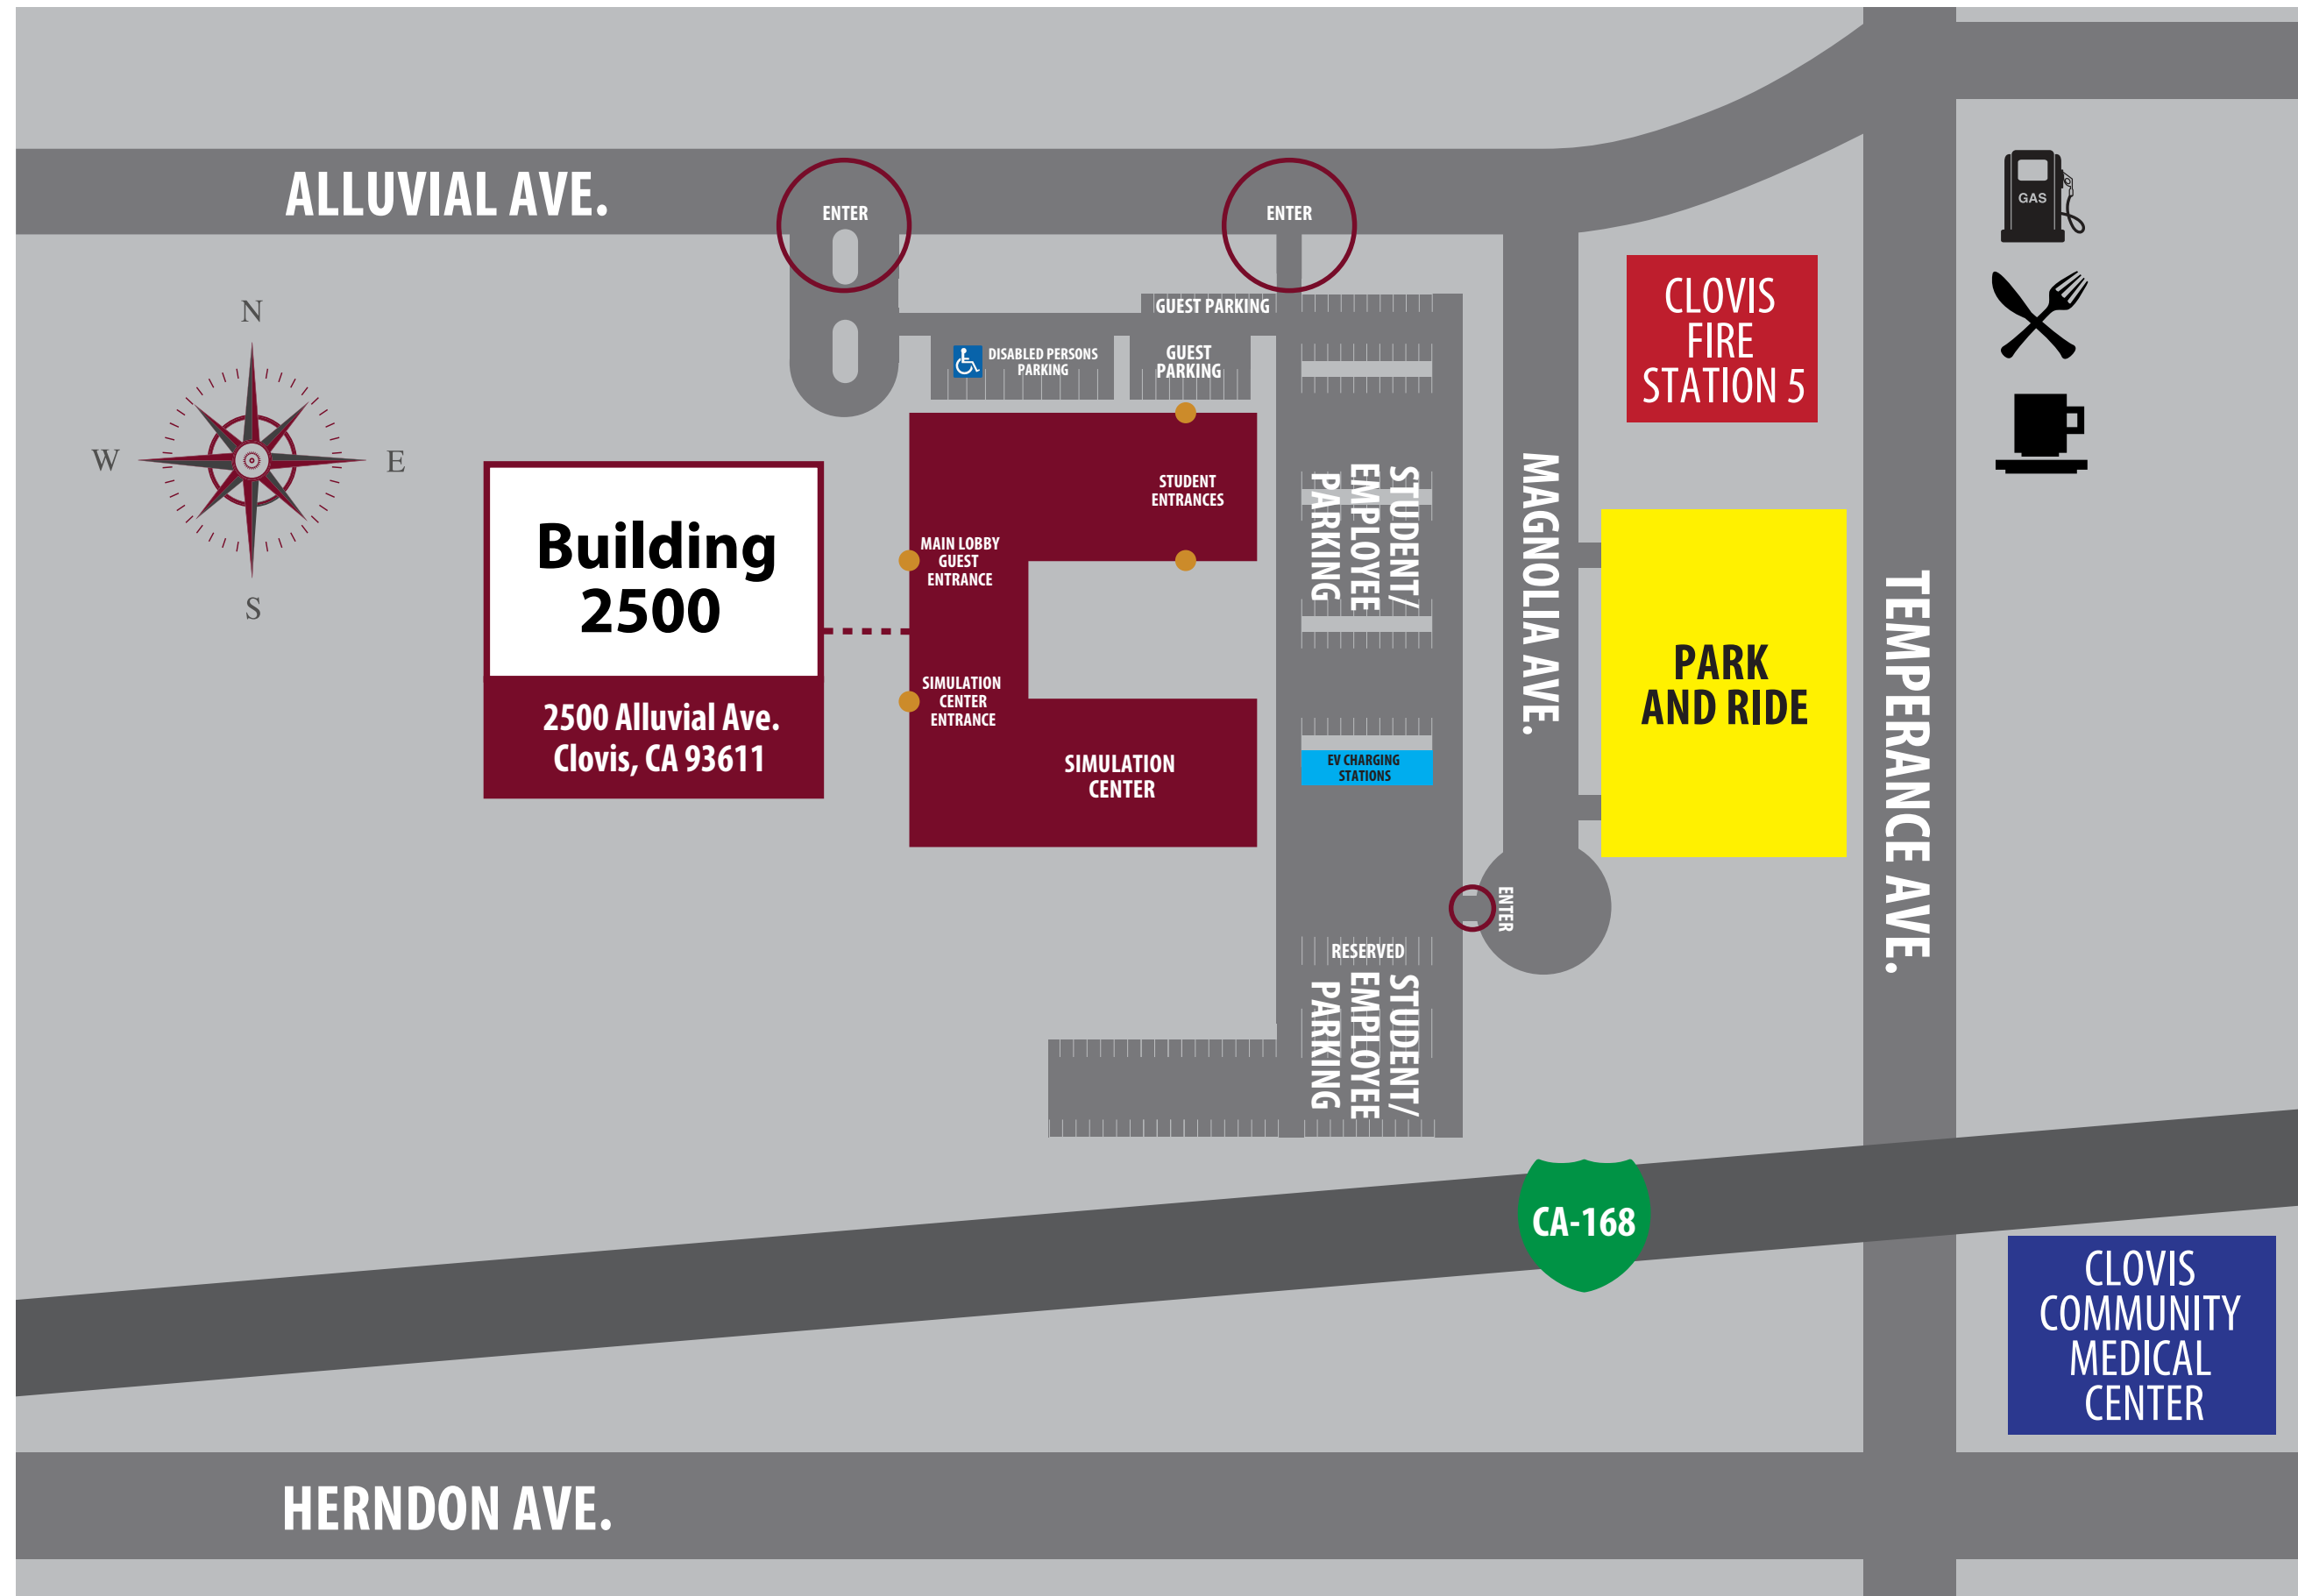 ALLUVIAL AVE.
ENTER
ENTER
GAS
GUEST PARKING
DISABLED PERSONS
PARKING
GUEST
PARKING
CLOVIS
FIRE
STATION 5
N
W
E
S
Building
2500
2500 Alluvial Ave.
Clovis, CA 93611
STUDENT
ENTRANCES
MAIN LOBBY
GUEST
ENTRANCE
SIMULATION
CENTER
ENTRANCE
SIMULATION
CENTER
STUDENT/
EMPLOYEE
PARKING
EV CHARGING
STATIONS
MAGNOLIA AVE.
PARK
AND RIDE
TEMPERANCE AVE.
ENTER
RESERVED
STUDENT/
EMPLOYEE
PARKING
CA-168
CLOVIS
COMMUNITY
MEDICAL
CENTER
HERNDON AVE.